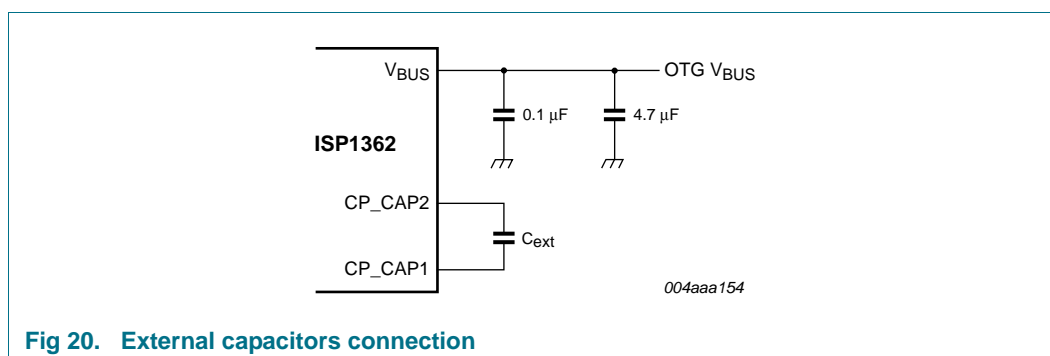 VBUS
OTG VBUS
0.1 μF
4.7 μF
ISP1362
CP_CAP2
Cext
CP_CAP1
004aaa154
Fig 20. External capacitors connection